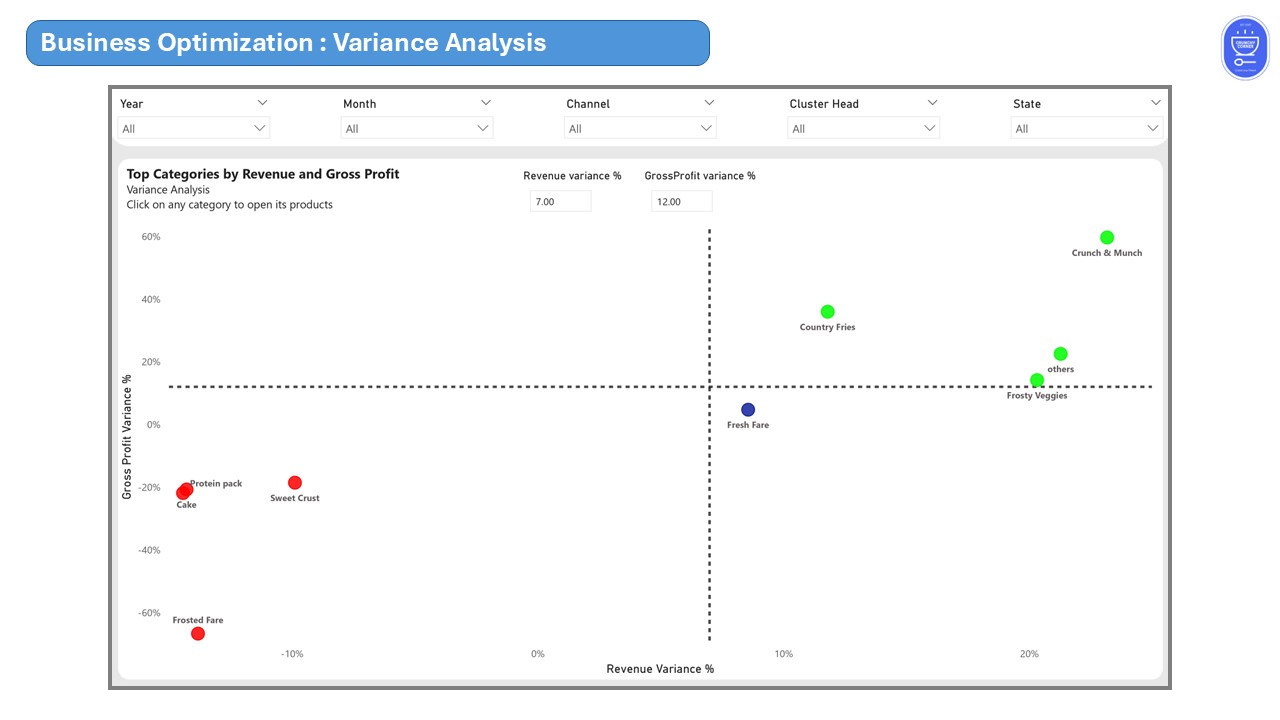 Business Optimization : Variance Analysis
CRUNCHY
CORNER
Year
Month
Channel
Cluster Head
State
All
All
All
All
All
Top Categories by Revenue and Gross Profit
Variance Analysis
Click on any category to open its products
Revenue variance %
GrossProfit variance %
7.00
12.00
60%
40%
20%
0%
-20%
-40%
-60%
Gross Profit Variance %
Crunch & Munch
Country Fries
others
Frosty Veggies
Fresh Fare
Protein pack
Cake
Sweet Crust
Frosted Fare
-10%
0%
10%
20%
Revenue Variance %